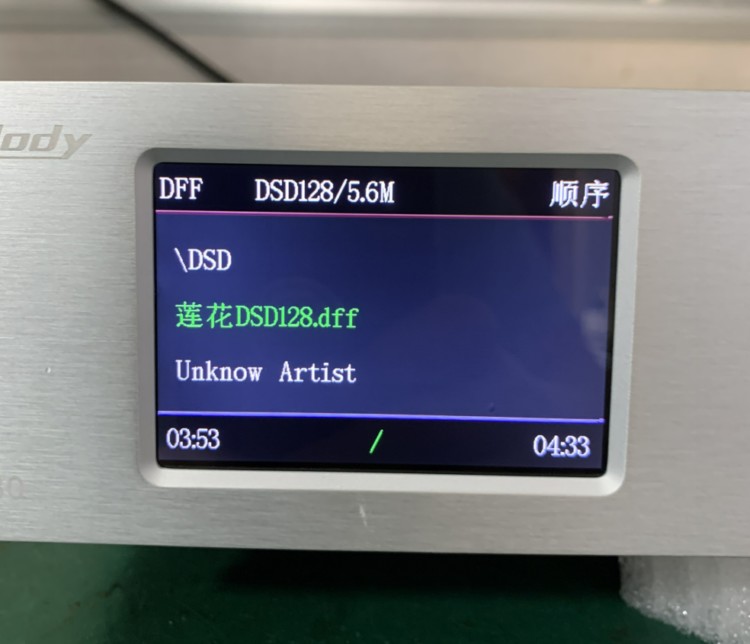 lody
DFF DSD128/5.6M 顺序
\DSD
莲花DSD128.dff
Unknow Artist
03:53 / 04:33